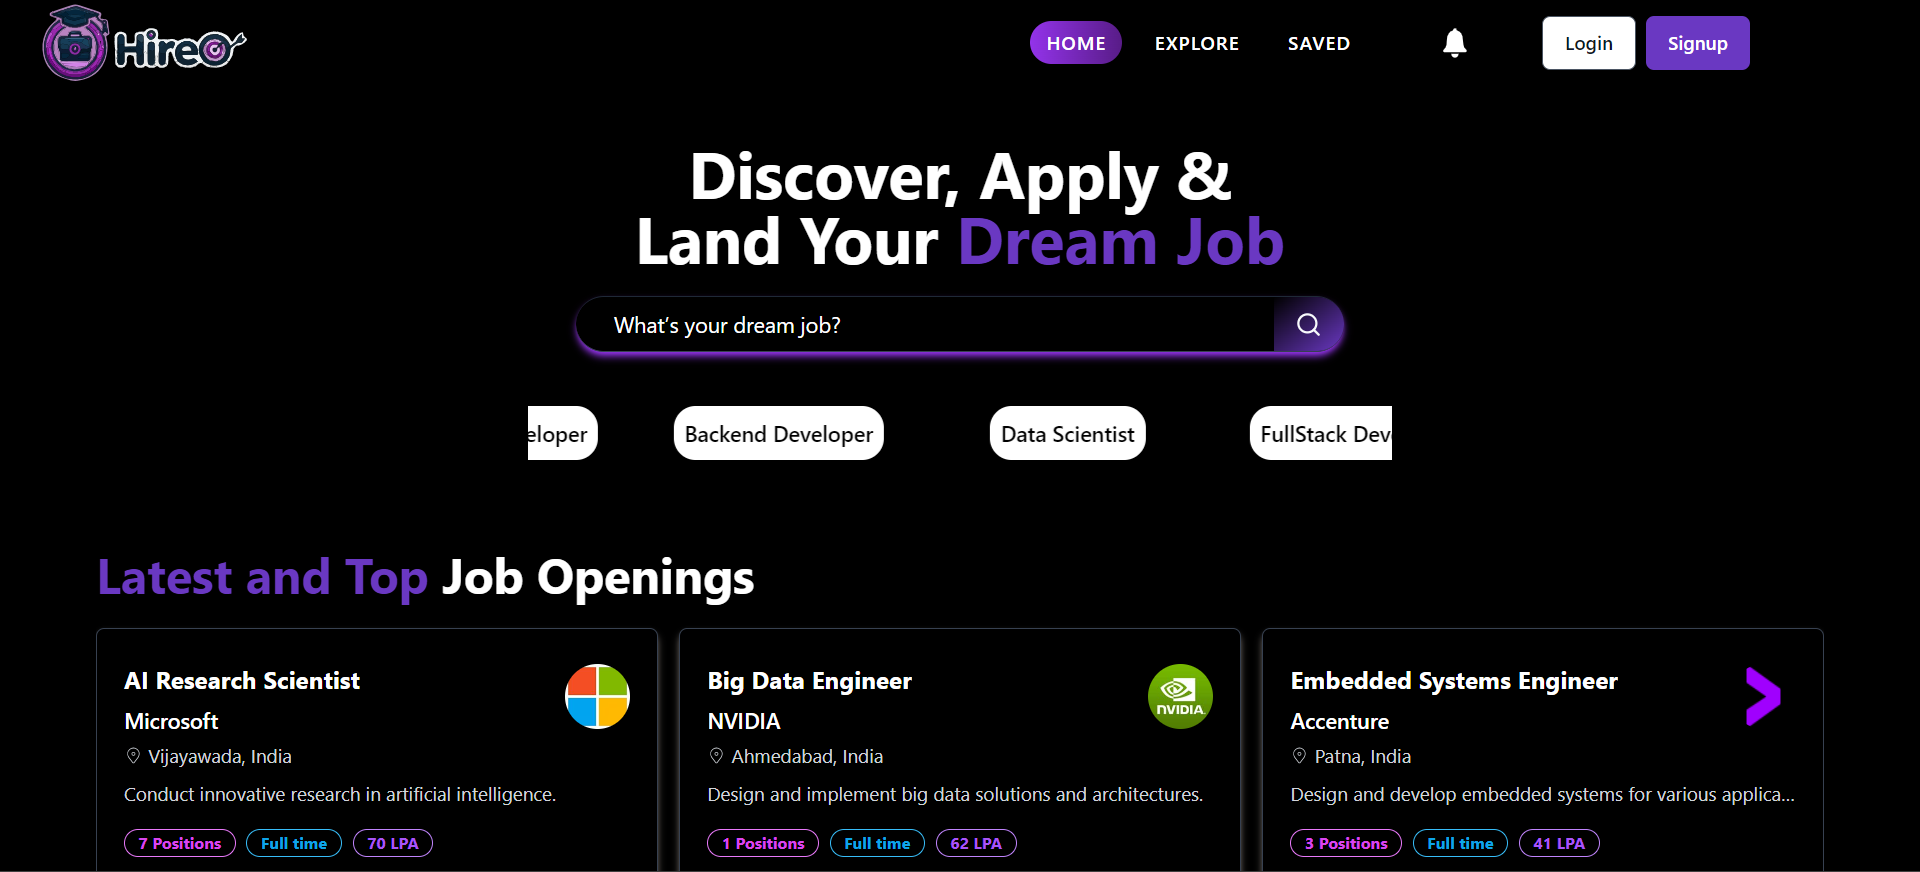 HireO
HOME
EXPLORE
SAVED
Login
Signup
Discover, Apply &
Land Your Dream Job
What's your dream job?
eloper
Backend Developer
Data Scientist
FullStack Dev
Latest and Top Job Openings
AI Research Scientist
Microsoft
Vijayawada, India
Conduct innovative research in artificial intelligence.
7 Positions
Full time
70 LPA
Big Data Engineer
NVIDIA
NVIDIA.
Ahmedabad, India
Design and implement big data solutions and architectures.
1 Positions
Full time
62 LPA
Embedded Systems Engineer
Accenture
Patna, India
Design and develop embedded systems for various applica...
3 Positions
Full time
41 LPA